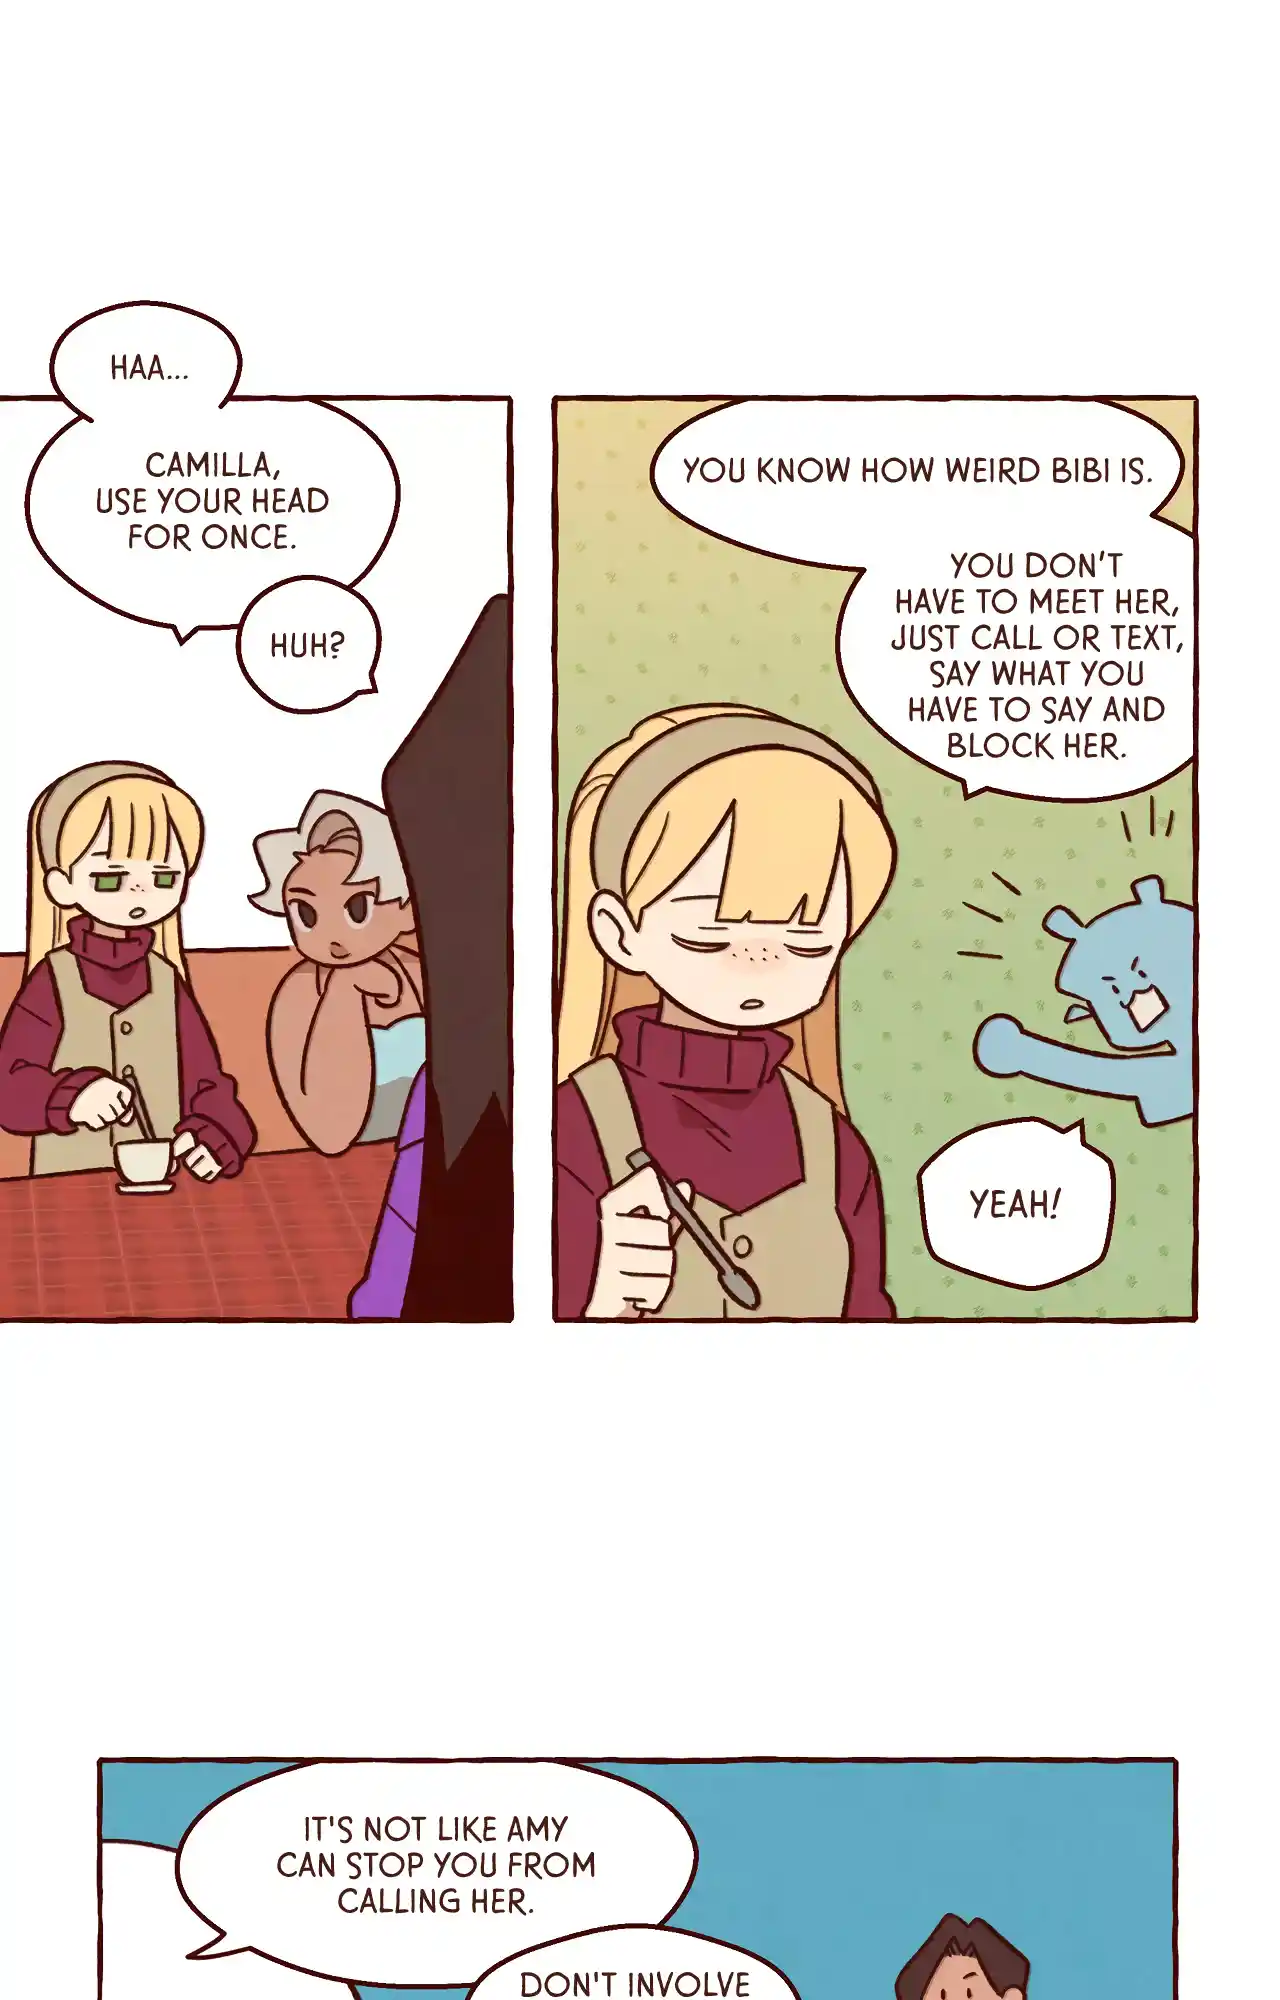 HAA...
CAMILLA,
USE YOUR HEAD
FOR ONCE.
HUH?
YOU KNOW HOW WEIRD BIBI IS.
YOU DON'T
HAVE TO MEET HER,
JUST CALL OR TEXT,
SAY WHAT YOU
HAVE TO SAY AND
BLOCK HER.
YEAH!
IT'S NOT LIKE AMY
CAN STOP YOU FROM
CALLING HER.
DON'T INVOLVE